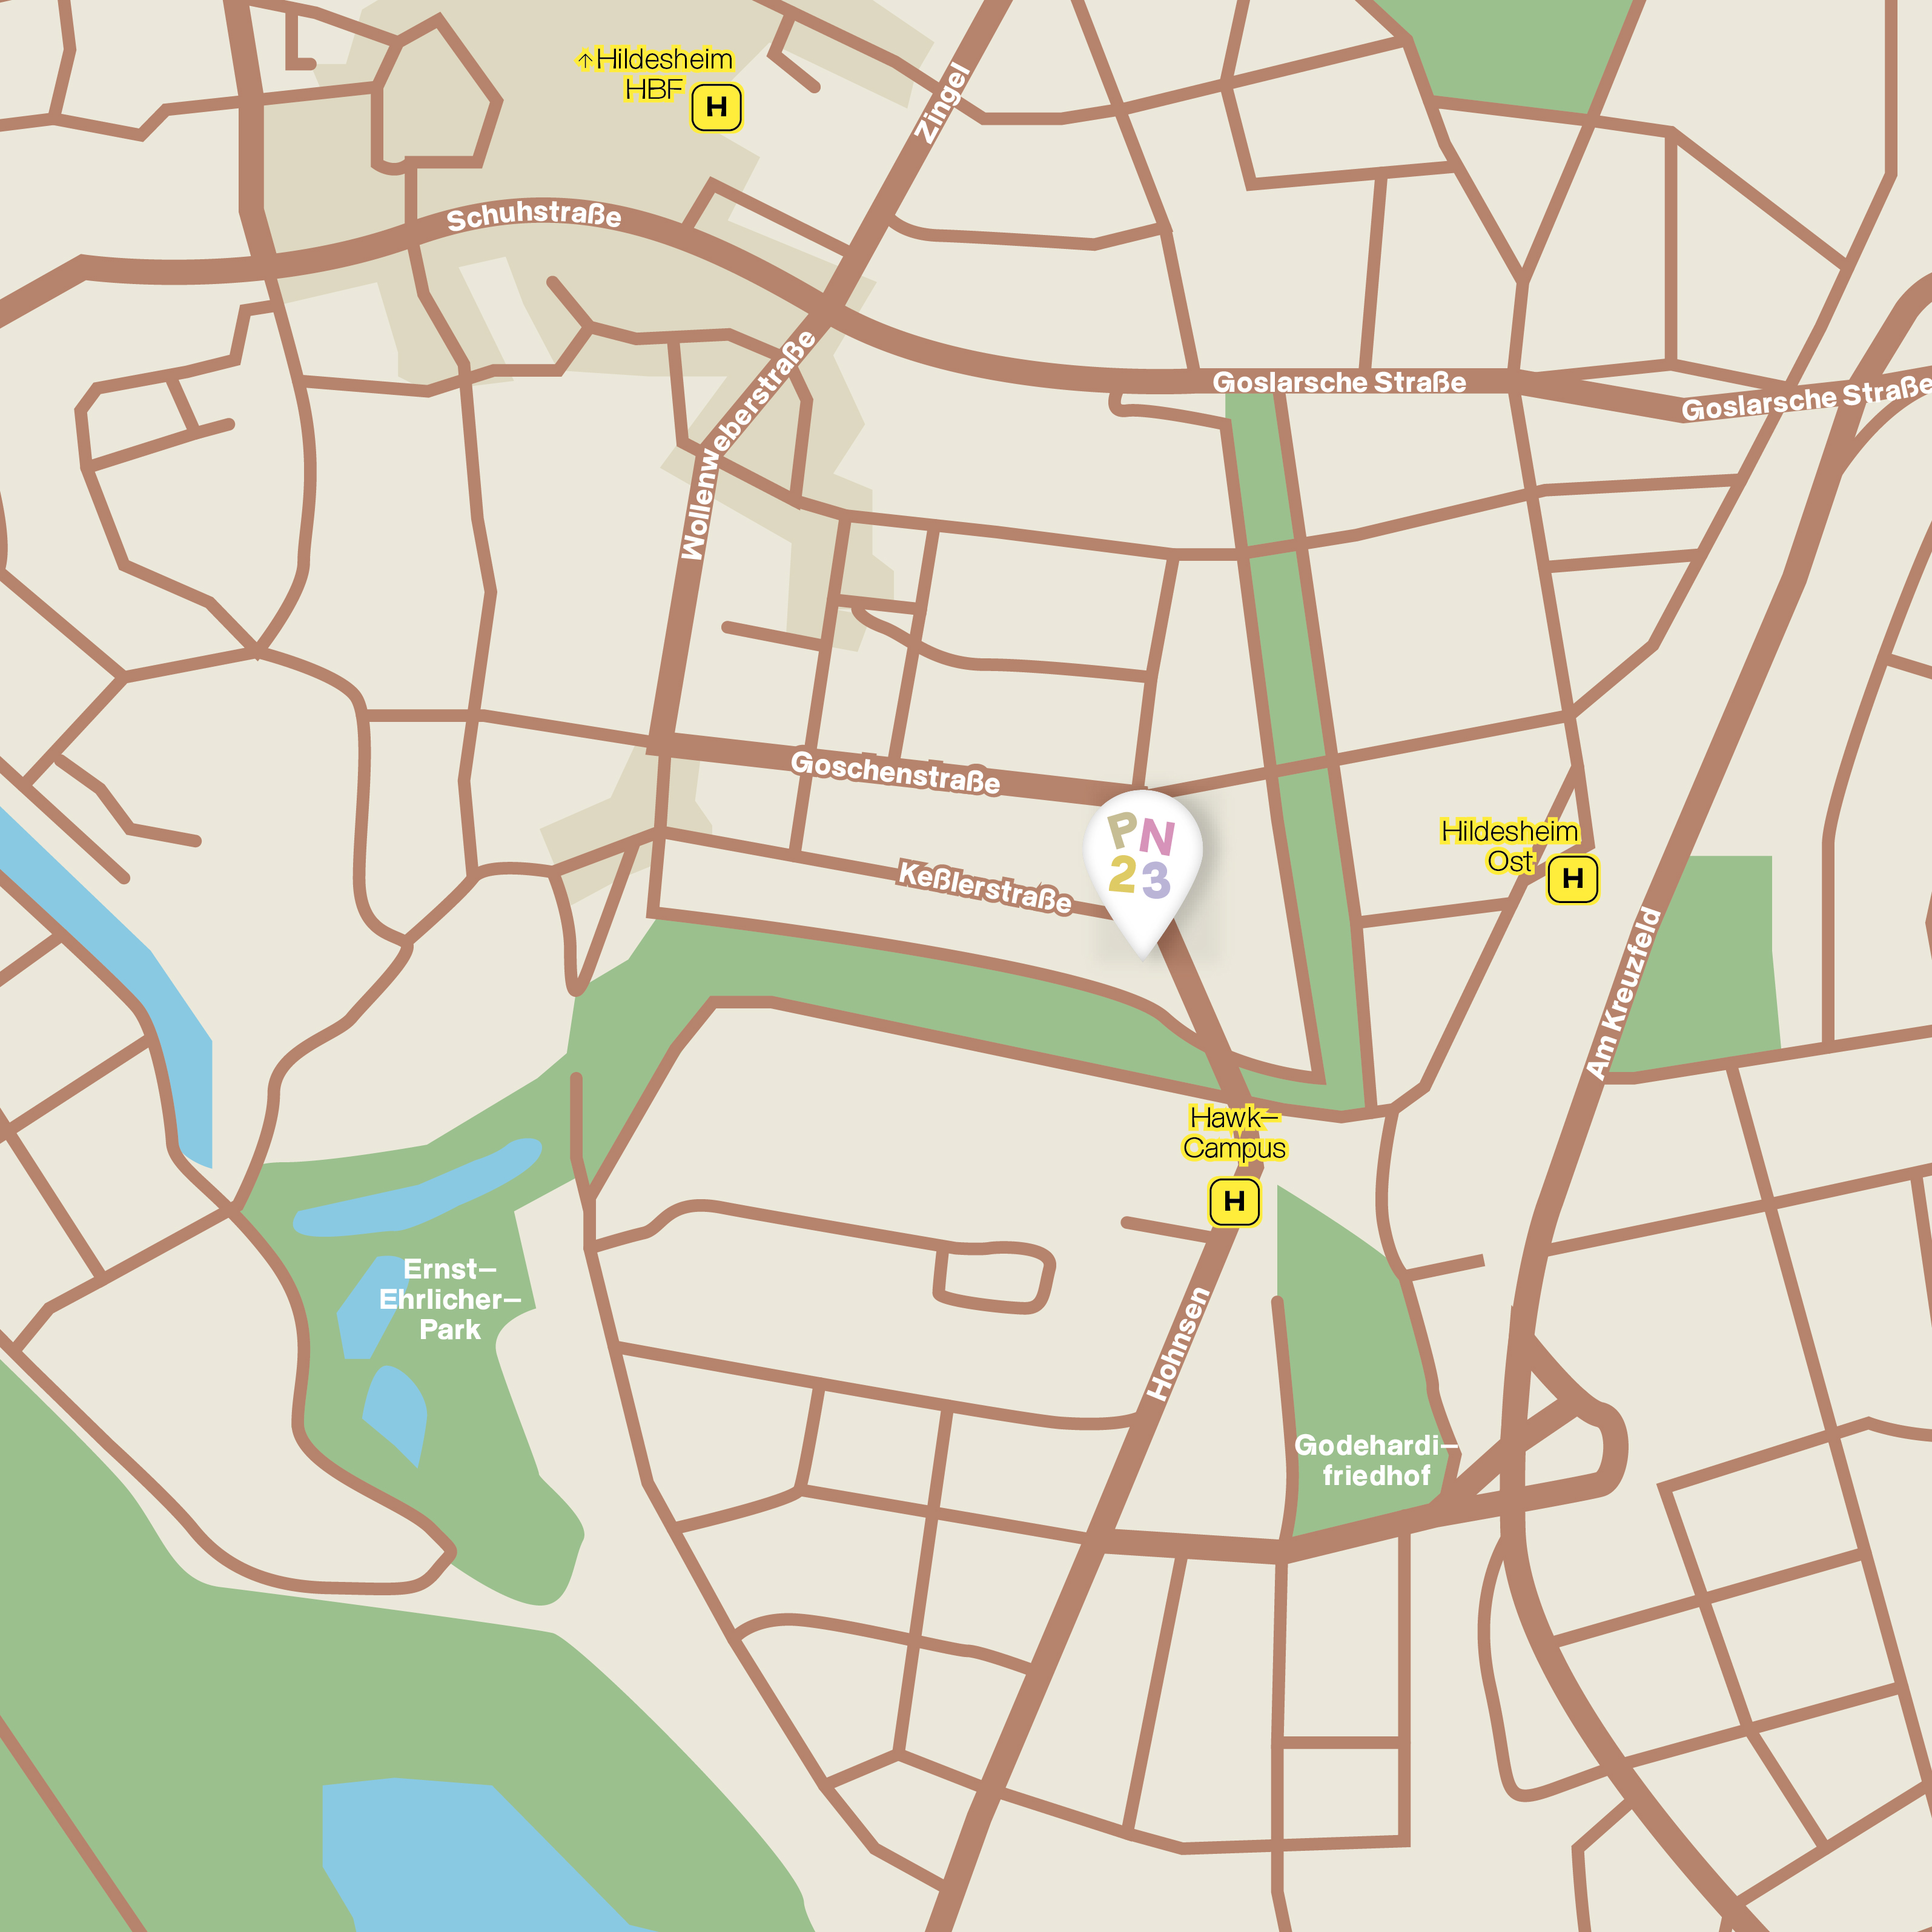 ↑Hildesheim
HBF
H
Zingel
Schuhstraße
Wollenweberstraße
Goslarsche Straße
Goslarsche Straße
Goschenstraße
Keßlerstraße
PN
23
Hildesheim
Ost
H
Am Kreuzfeld
Hawk–
Campus
H
Ernst–
Ehrlicher–
Park
Hohnsen
Godehardi–
friedhof